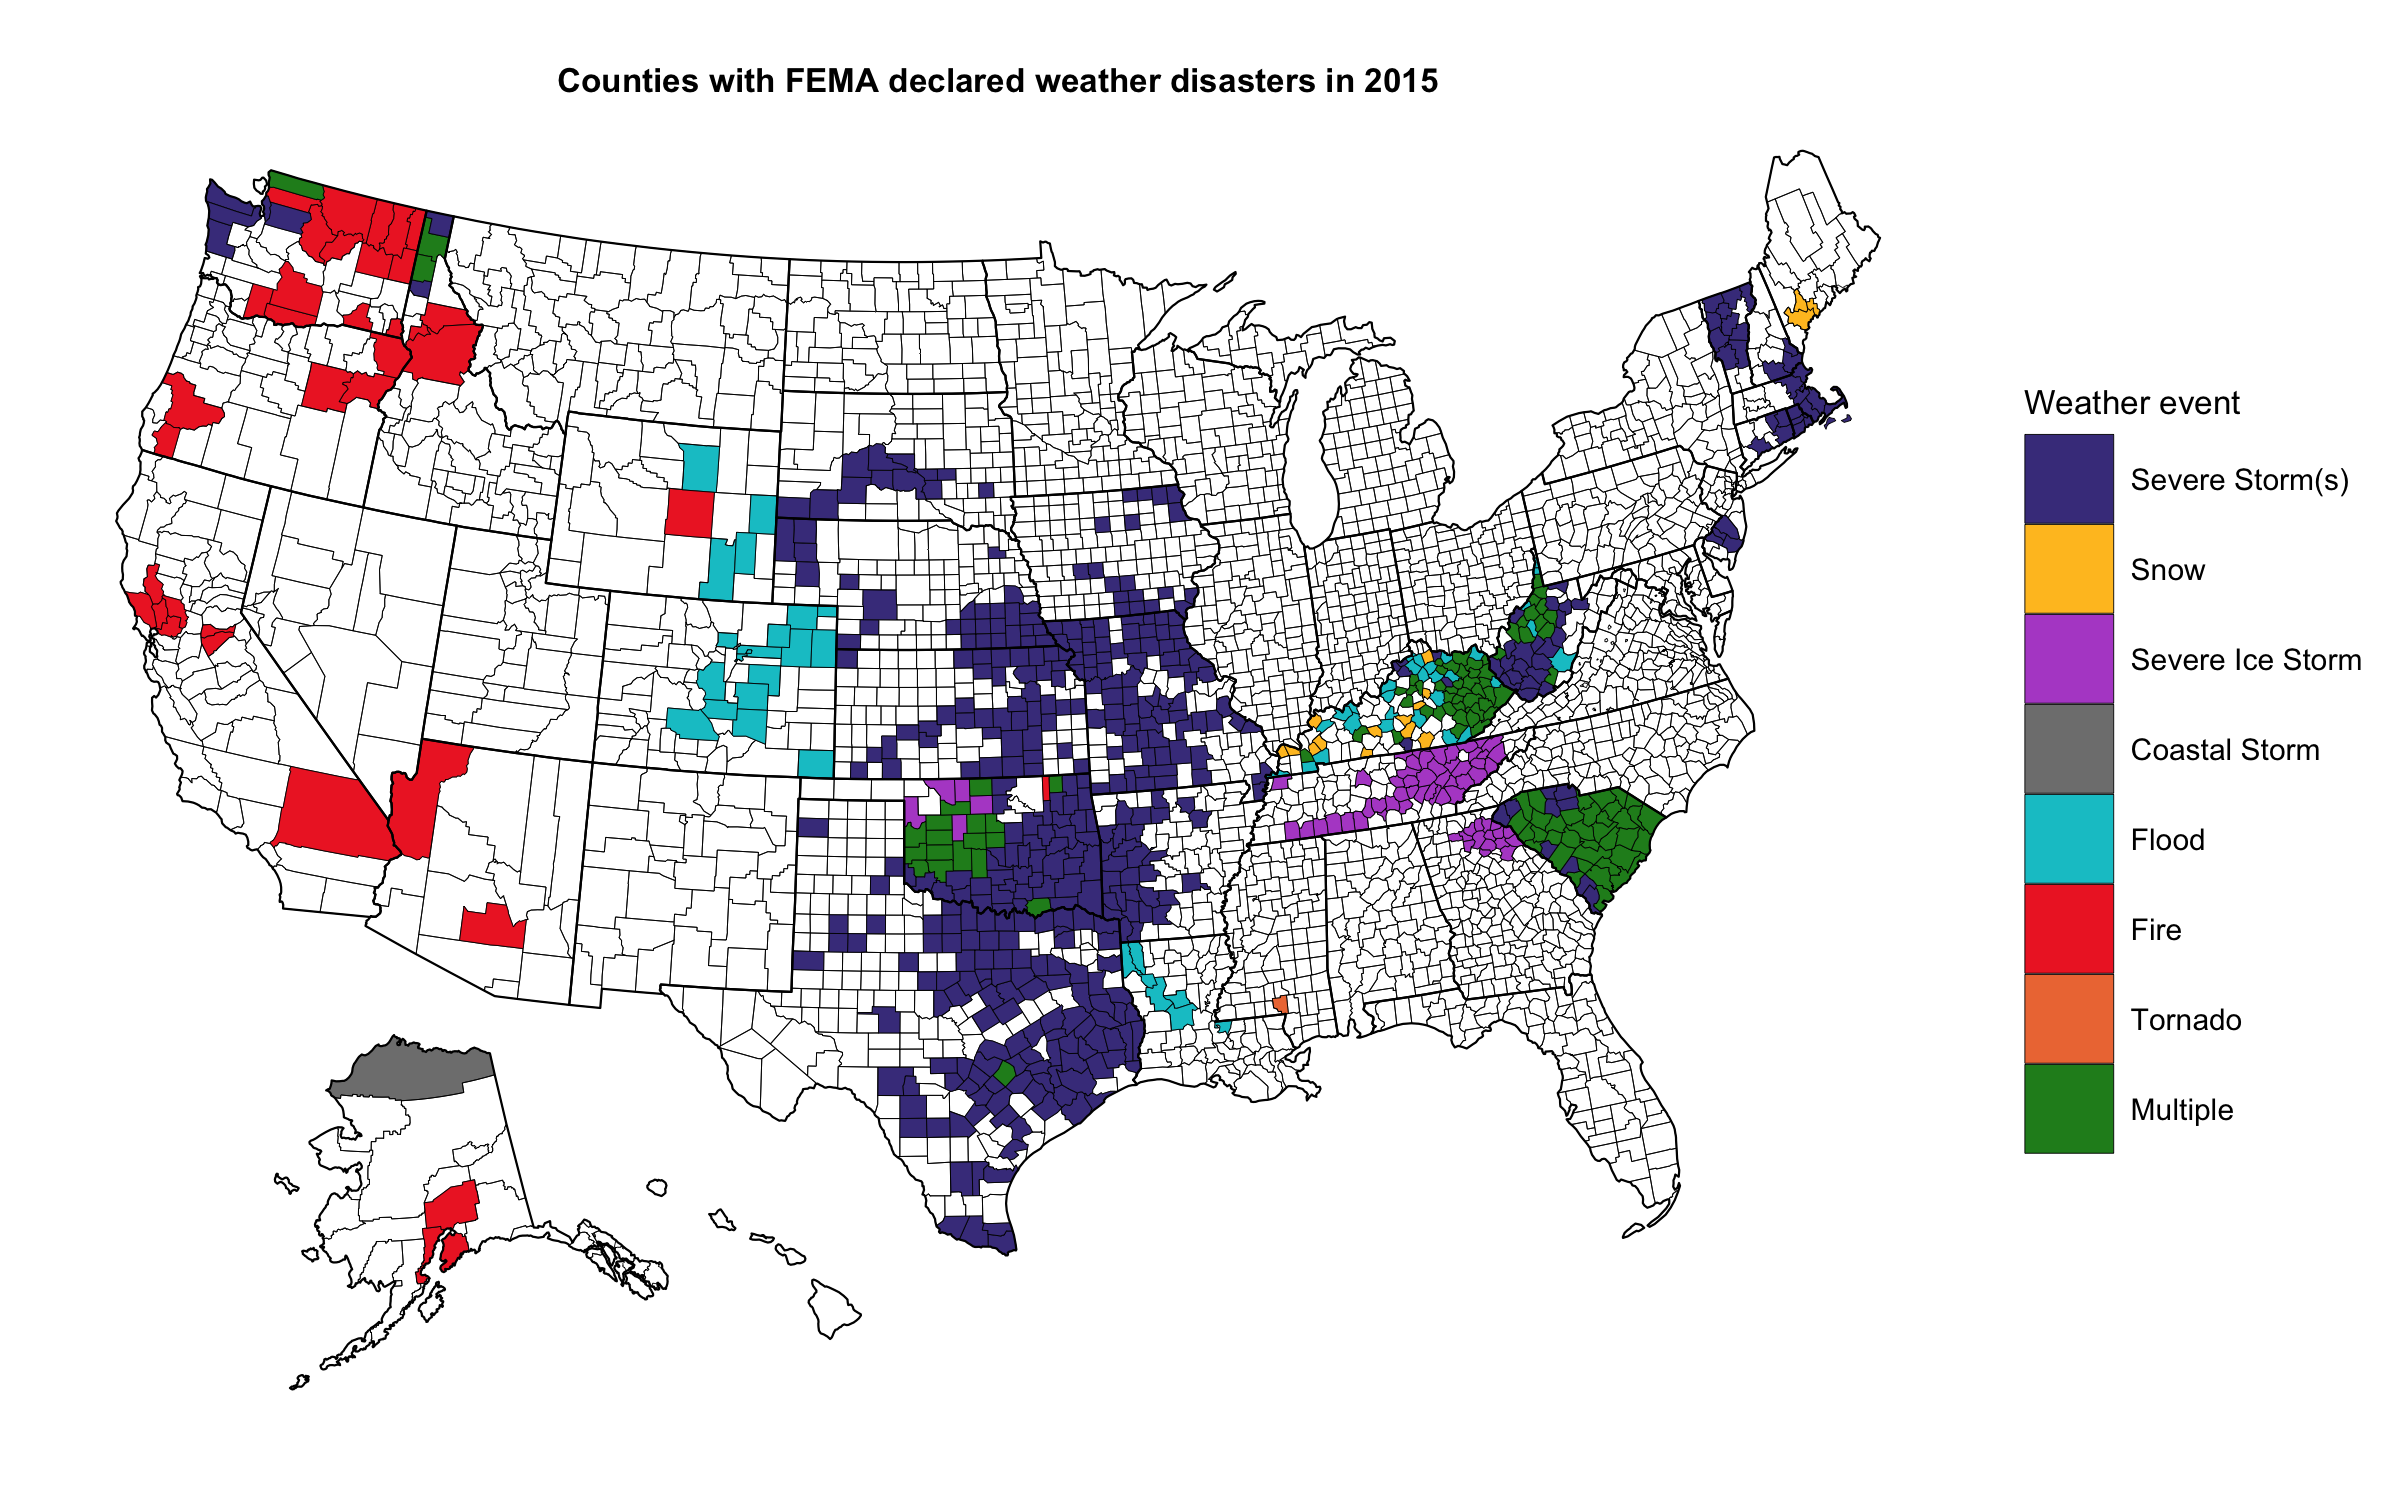 Counties with FEMA declared weather disasters in 2015
Weather event
Severe Storm(s)
Snow
Severe Ice Storm
Coastal Storm
Flood
Fire
Tornado
Multiple